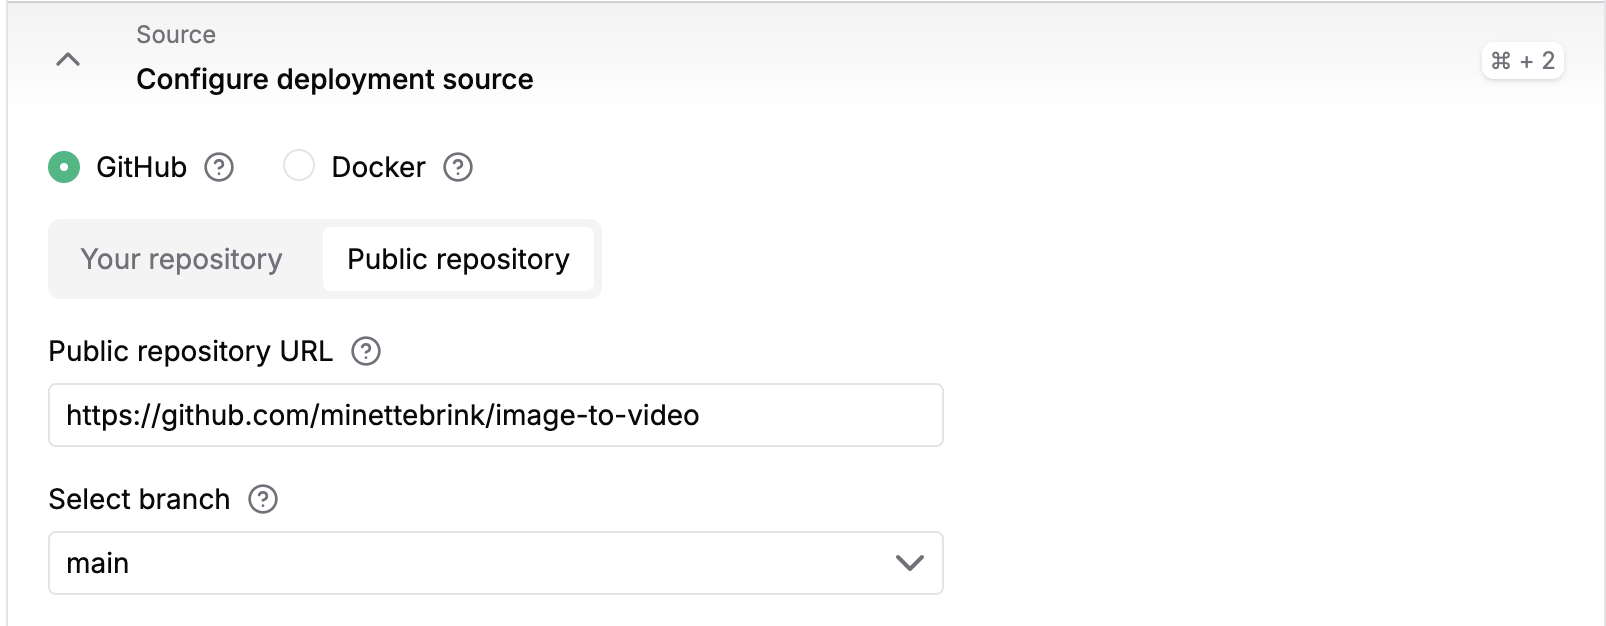 Source
Configure deployment source
⌘ + 2
GitHub ? Docker ?
Your repository Public repository
Public repository URL ?
https://github.com/minettebrink/image-to-video
Select branch ?
main